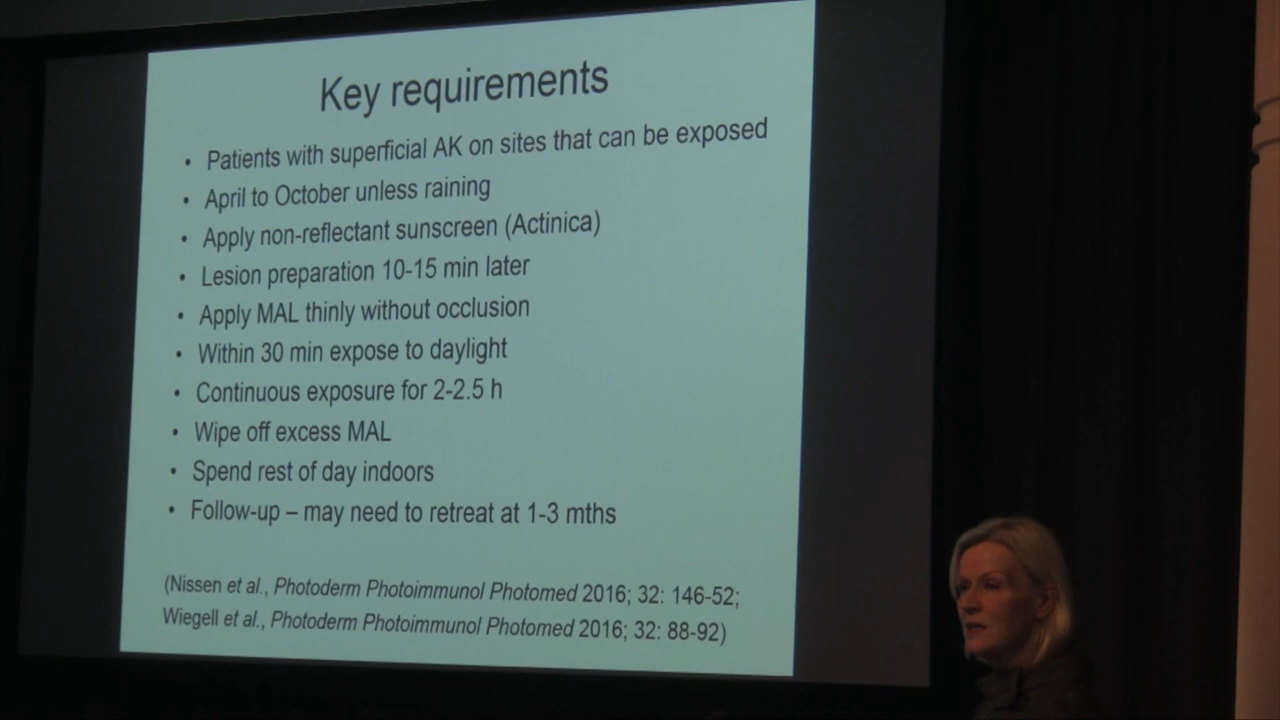 Key requirements
• Patients with superficial AK on sites that can be exposed
• April to October unless raining
• Apply non-reflectant sunscreen (Actinica)
• Lesion preparation 10-15 min later
• Apply MAL thinly without occlusion
• Within 30 min expose to daylight
• Continuous exposure for 2-2.5 h
• Wipe off excess MAL
• Spend rest of day indoors
• Follow-up – may need to retreat at 1-3 mths
(Nissen et al., Photoderm Photoimmunol Photomed 2016; 32: 146-52;
Wiegell et al., Photoderm Photoimmunol Photomed 2016; 32: 88-92)